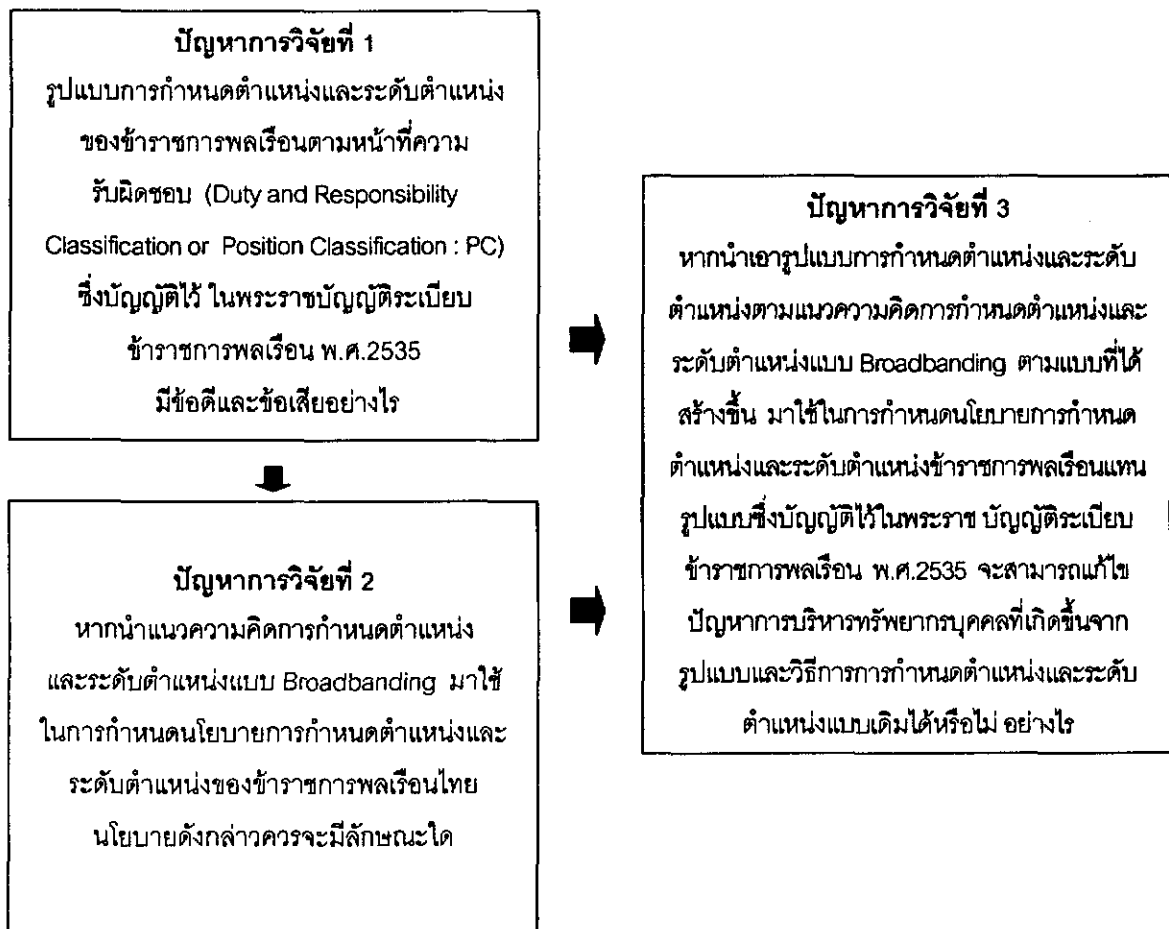 ปัญหาการวิจัยที่ 1
รูปแบบการกำหนดตำแหน่งและระดับตำแหน่ง
ของข้าราชการพลเรือนตามหน้าที่ความ
รับผิดชอบ (Duty and Responsibility
Classification or Position Classification : PC)
ซึ่งบัญญัติไว้ ในพระราชบัญญัติระเบียบ
ข้าราชการพลเรือน พ.ศ.2535
มีข้อดีและข้อเสียอย่างไร
ปัญหาการวิจัยที่ 2
หากนำแนวความคิดการกำหนดตำแหน่ง
และระดับตำแหน่งแบบ Broadbanding มาใช้
ในการกำหนดนโยบายการกำหนดตำแหน่งและ
ระดับตำแหน่งของข้าราชการพลเรือนไทย
นโยบายดังกล่าวควรจะมีลักษณะใด
ปัญหาการวิจัยที่ 3
หากนำเอารูปแบบการกำหนดตำแหน่งและระดับ
ตำแหน่งตามแนวความคิดการกำหนดตำแหน่งและ
ระดับตำแหน่งแบบ Broadbanding ตามแบบที่ได้
สร้างขึ้น มาใช้ในการกำหนดนโยบายการกำหนด
ตำแหน่งและระดับตำแหน่งข้าราชการพลเรือนแทน
รูปแบบซึ่งบัญญัติไว้ในพระราช บัญญัติระเบียบ
ข้าราชการพลเรือน พ.ศ.2535 จะสามารถแก้ไข
ปัญหาการบริหารทรัพยากรบุคคลที่เกิดขึ้นจาก
รูปแบบและวิธีการการกำหนดตำแหน่งและระดับ
ตำแหน่งแบบเดิมได้หรือไม่ อย่างไร